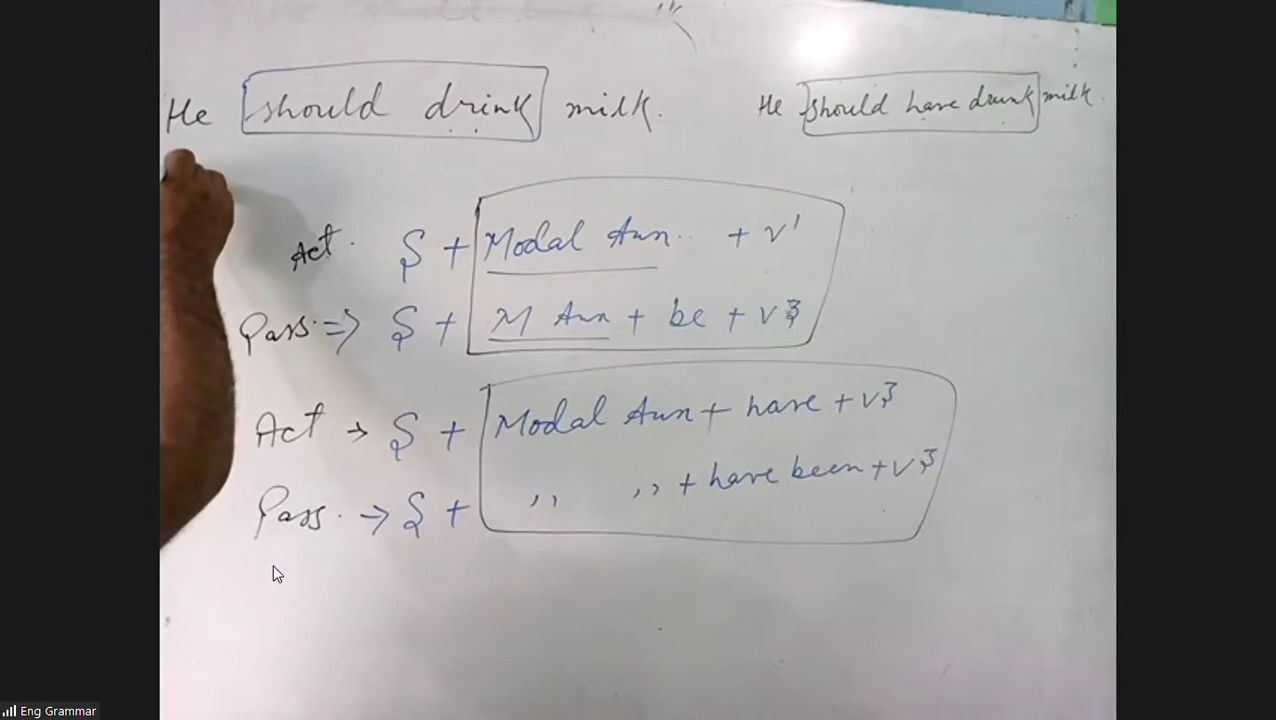 He should drink milk.
He should have drunk milk.
Act. S + Modal Aux.. + v1
Pass. => S + M Aux + be + v3
Act → S + Modal Aux + have + v3
Pass. → S + ,, ,, + have been + v3
Eng Grammar